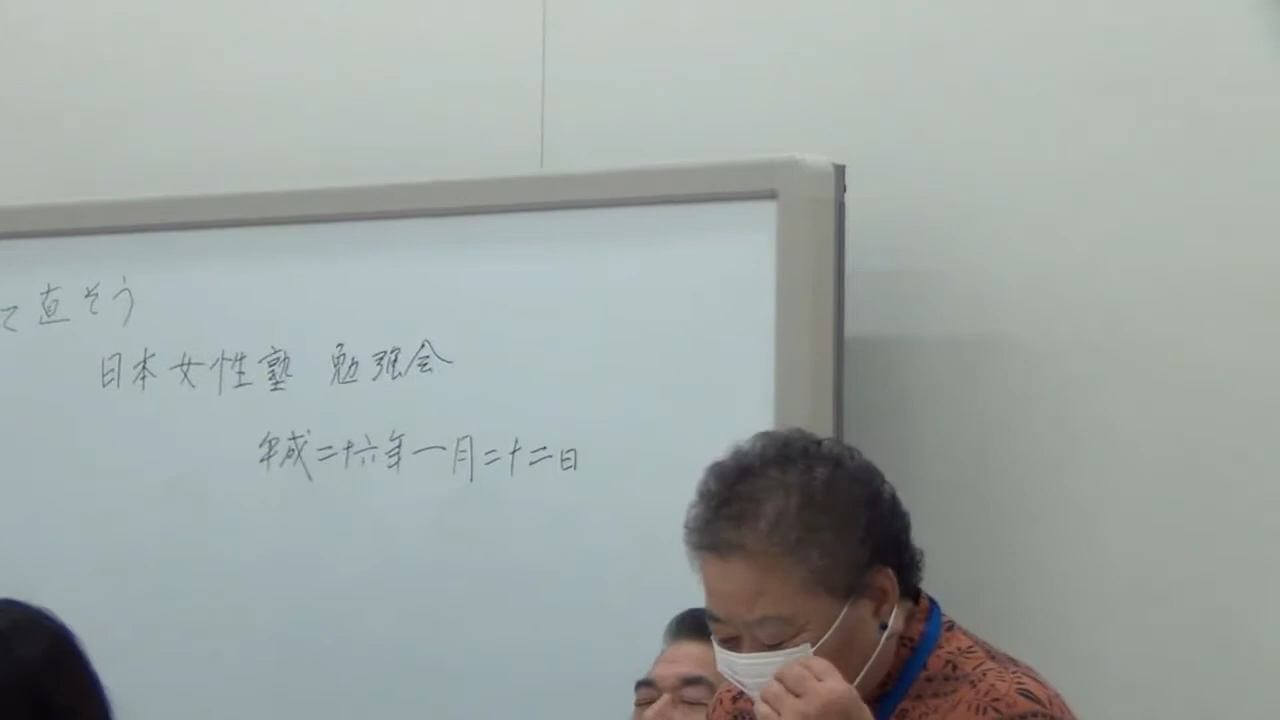 て直そう
日本女性塾 勉強会
平成二十六年一月二十二日